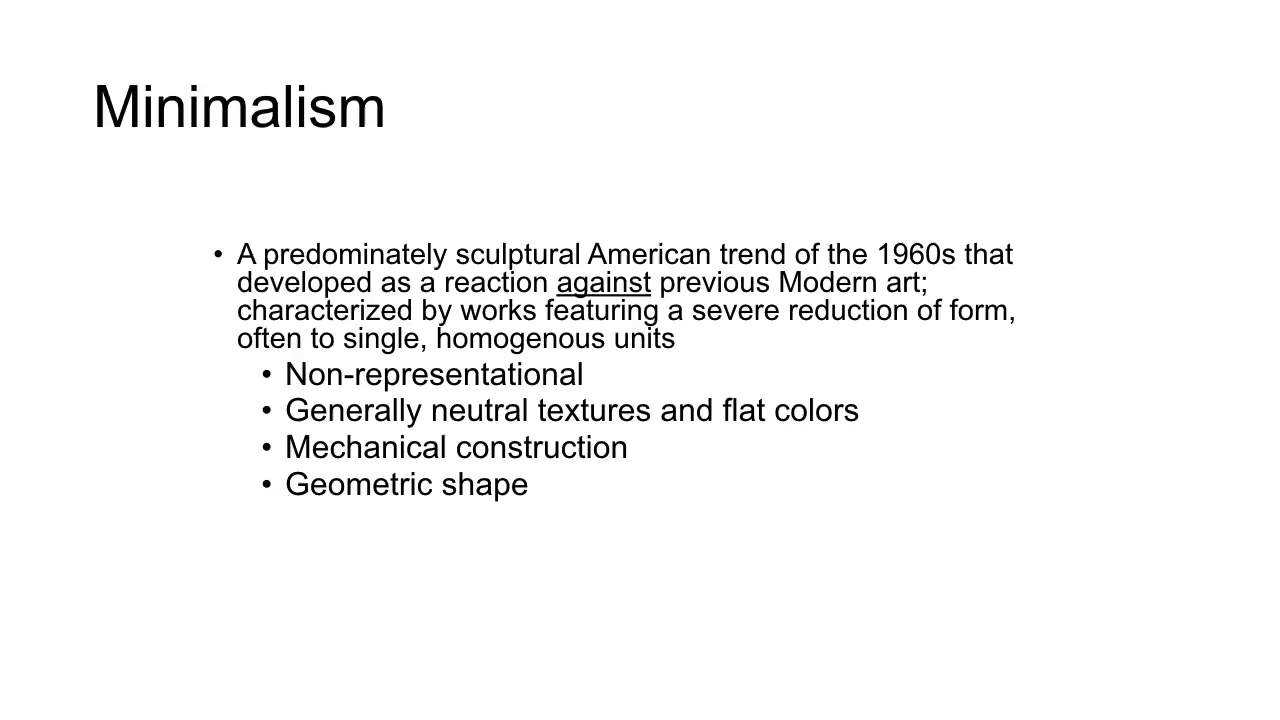 Minimalism
• A predominately sculptural American trend of the 1960s that
developed as a reaction against previous Modern art;
characterized by works featuring a severe reduction of form,
often to single, homogenous units
• Non-representational
• Generally neutral textures and flat colors
• Mechanical construction
• Geometric shape